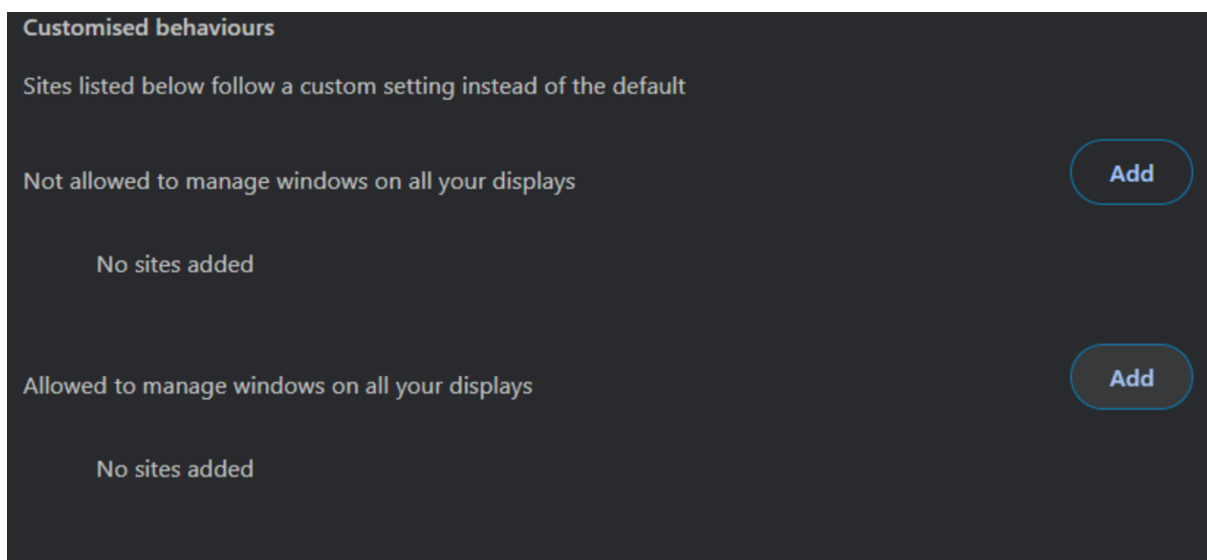 Customised behaviours
Sites listed below follow a custom setting instead of the default
Not allowed to manage windows on all your displays
Add
No sites added
Allowed to manage windows on all your displays
Add
No sites added